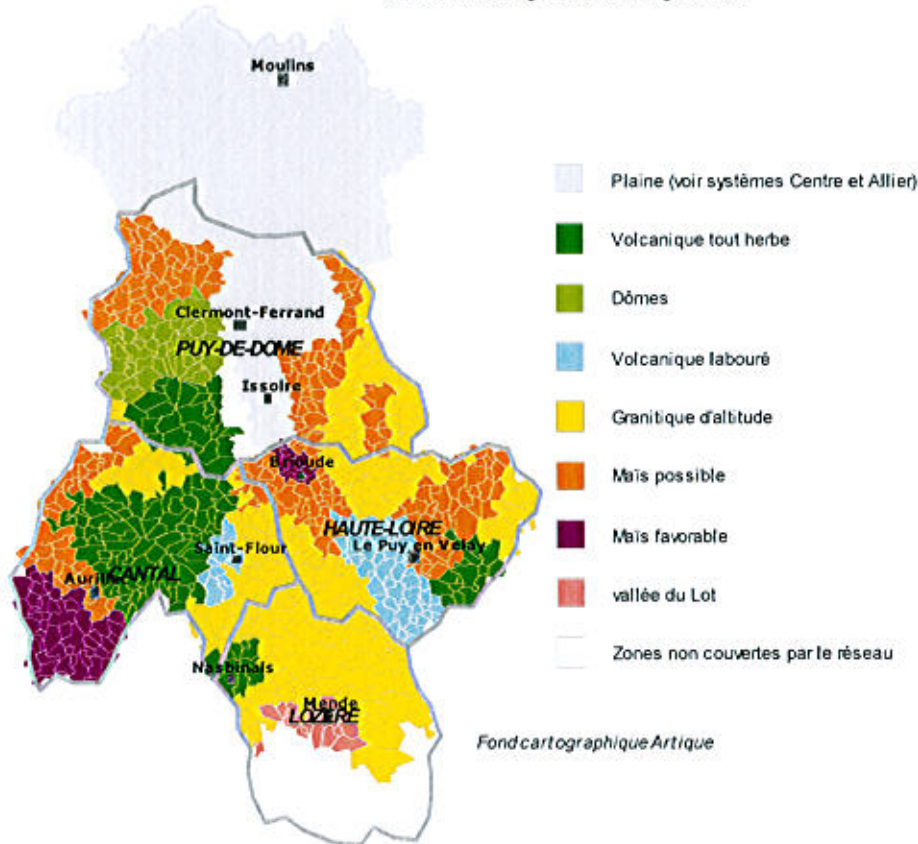 Moulins
Plaine (voir systèmes Centre et Allier)
Volcanique tout herbe
Dômes
Clermont-Ferrand
PUY-DE-DOME
Volcanique labouré
Issoire
Granitique d'altitude
Brioude
Maïs possible
HAUTE-LOIRE
Le Puy en Velay
Saint-Flour
Maïs favorable
CANTAL
vallée du Lot
Nasbinals
Zones non couvertes par le réseau
Mende
LOZERE
Fond cartographique Artique